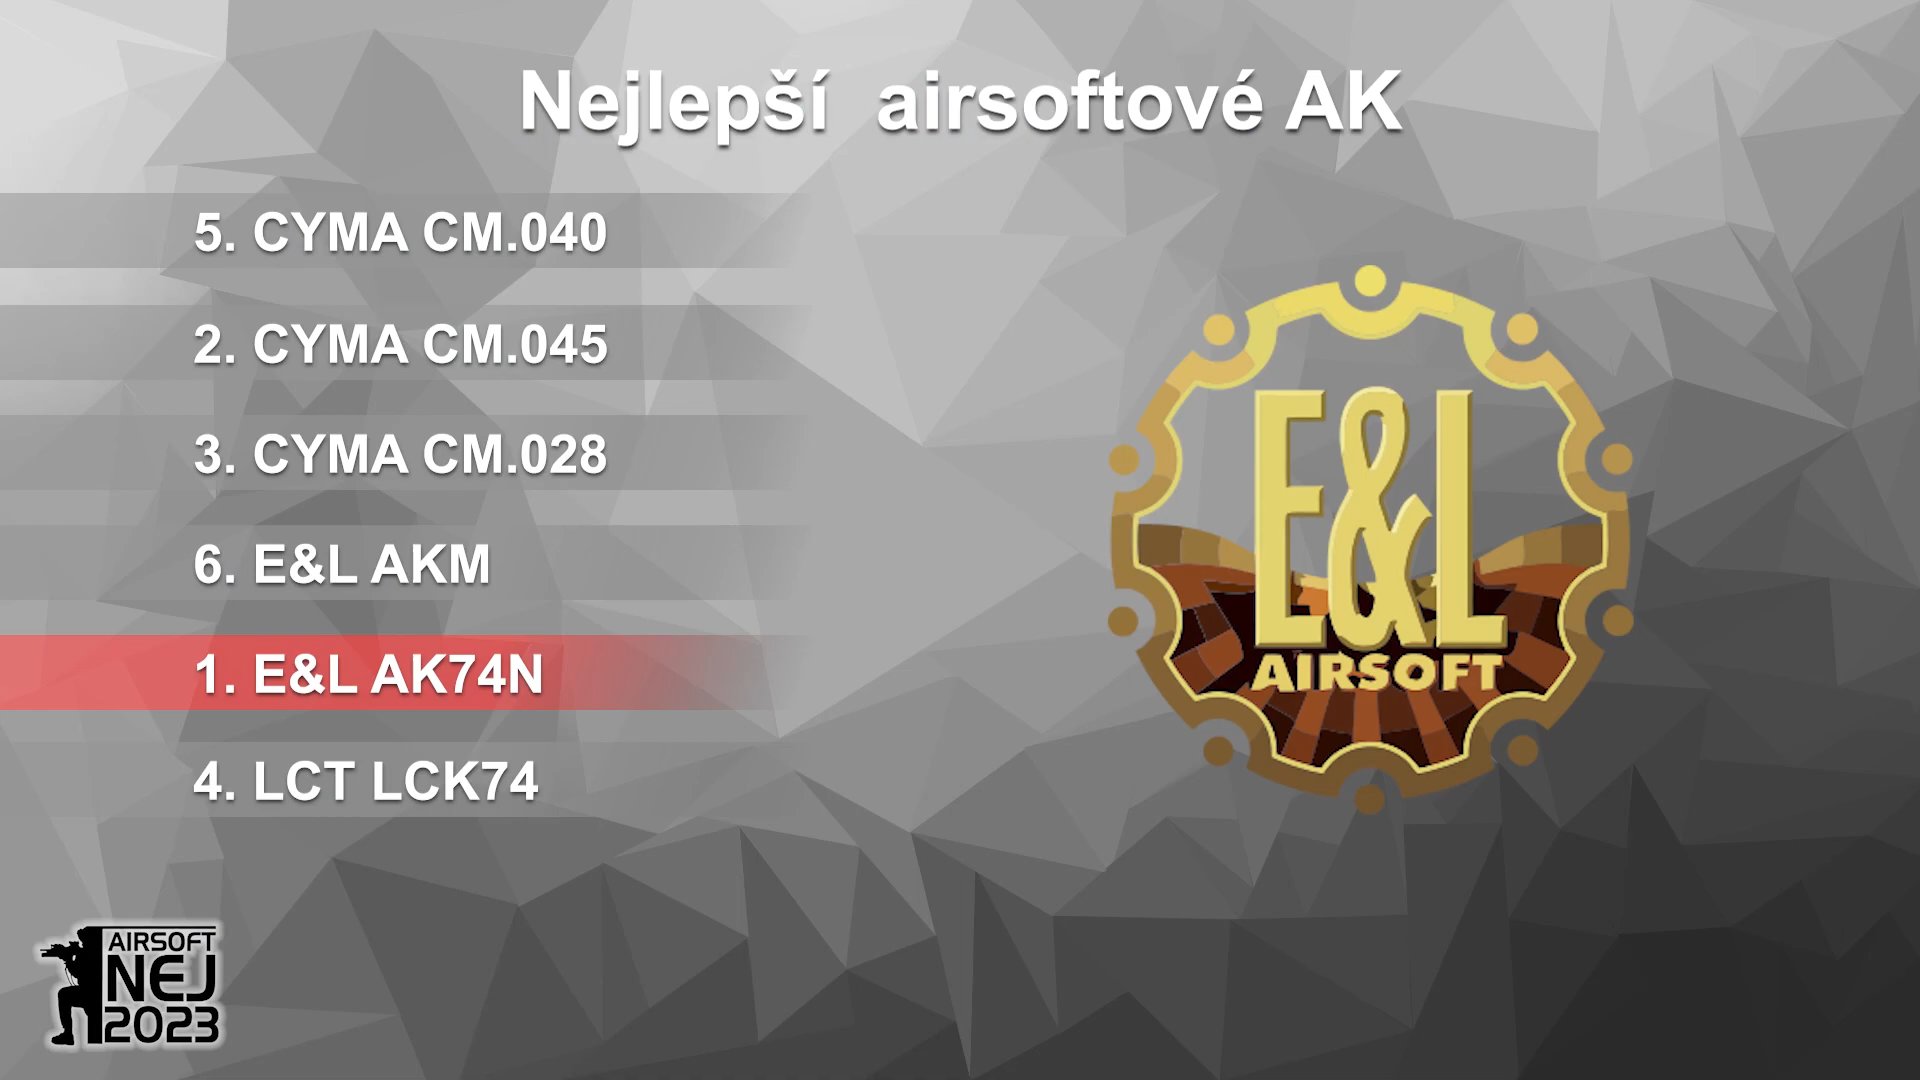 Nejlepší  airsoftové AK
5. CYMA CM.040
2. CYMA CM.045
3. CYMA CM.028
6. E&L AKM
1. E&L AK74N
4. LCT LCK74
E&L
AIRSOFT
AIRSOFT
NEJ
2023